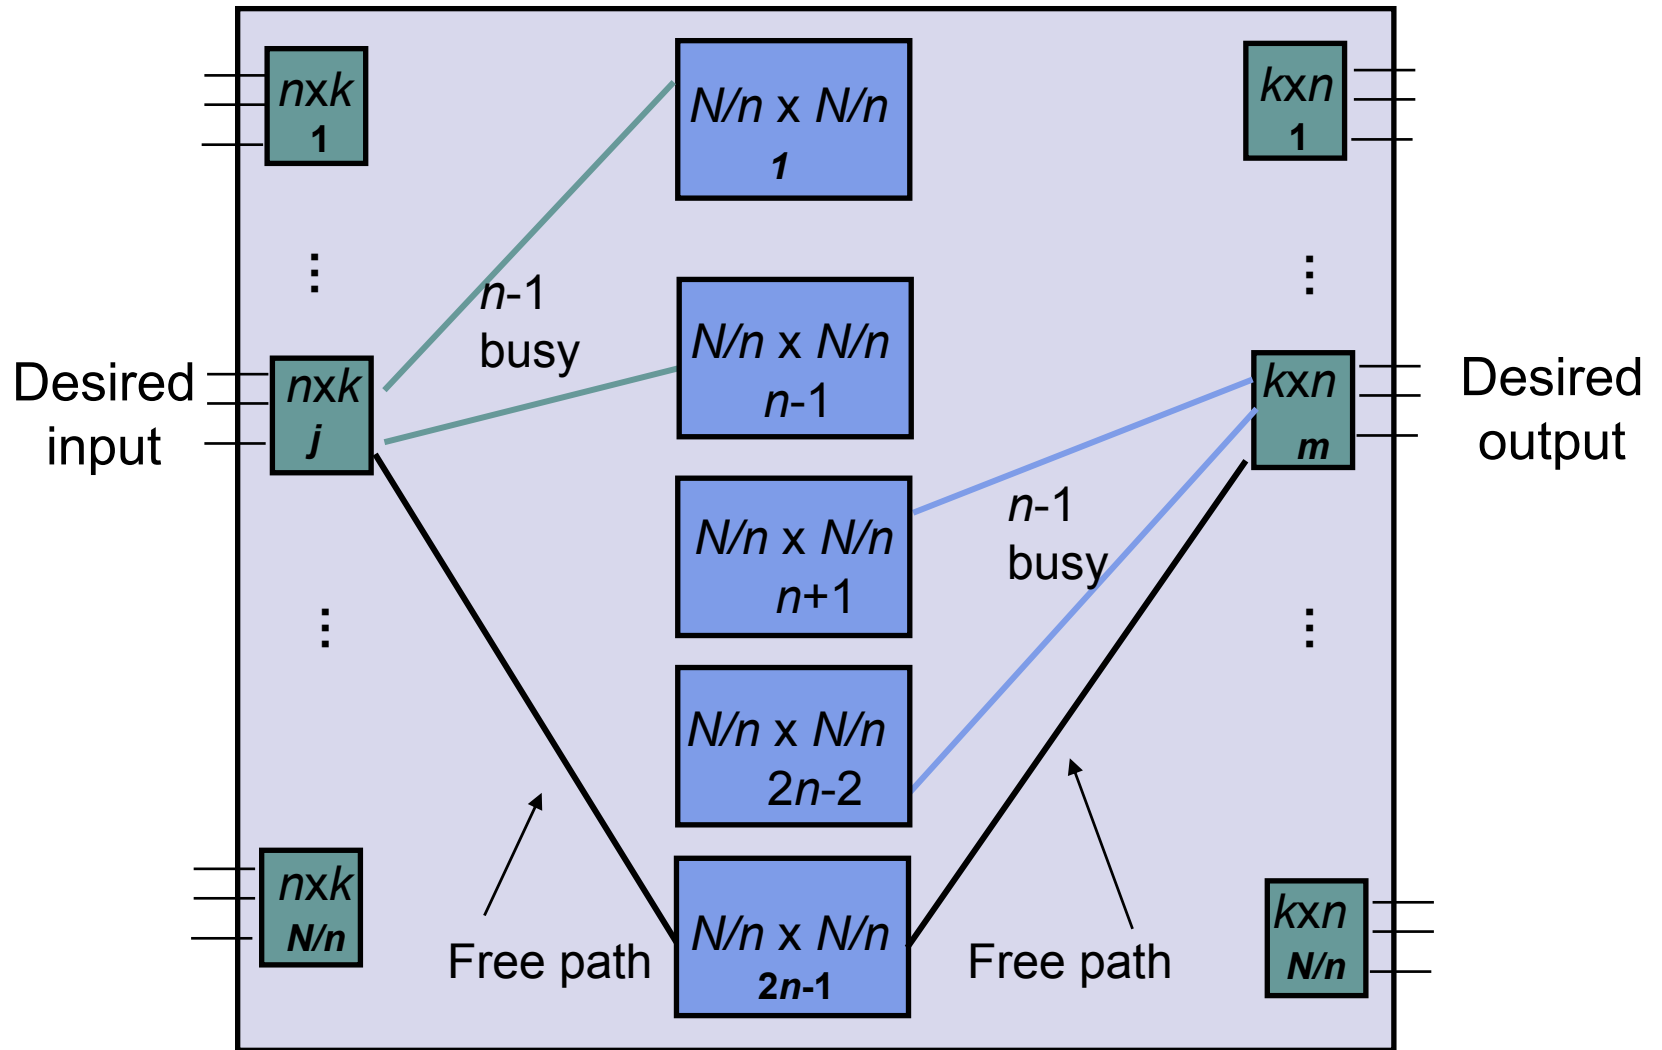 nxk
1
⋮
Desired
input
nxk
j
⋮
nxk
N/n
n-1
busy
Free path
N/n x N/n
1
N/n x N/n
n-1
N/n x N/n
n+1
N/n x N/n
2n-2
N/n x N/n
2n-1
n-1
busy
Free path
kxn
1
⋮
kxn
m
Desired
output
⋮
kxn
N/n